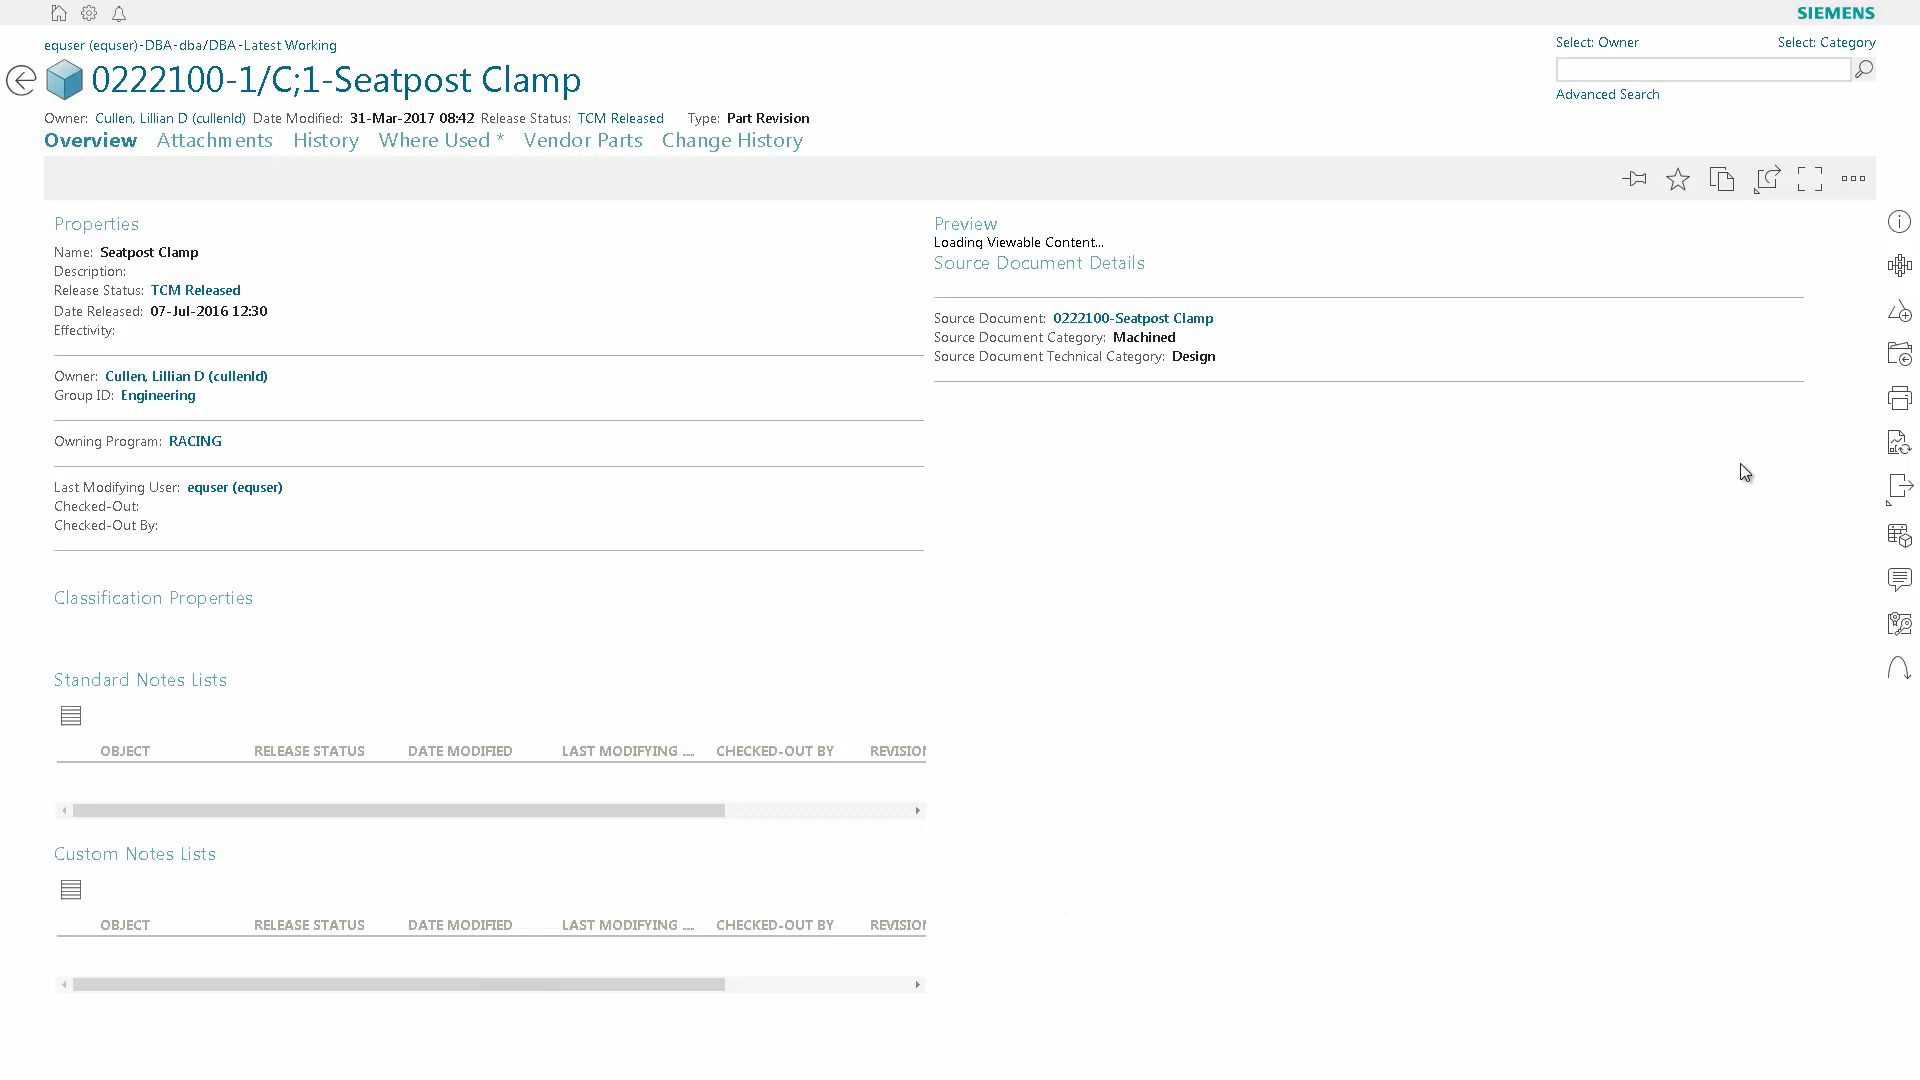 SIEMENS
equser (equser)-DBA-dba/DBA-Latest Working
Select: Owner
Select: Category
0222100-1/C;1-Seatpost Clamp
Advanced Search
Owner: Cullen, Lillian D (cullenld) Date Modified: 31-Mar-2017 08:42 Release Status: TCM Released Type: Part Revision
Overview Attachments History Where Used * Vendor Parts Change History
Properties
Name: Seatpost Clamp
Description:
Release Status: TCM Released
Date Released: 07-Jul-2016 12:30
Effectivity:
Owner: Cullen, Lillian D (cullenld)
Group ID: Engineering
Owning Program: RACING
Last Modifying User: equser (equser)
Checked-Out:
Checked-Out By:
Classification Properties
Standard Notes Lists
OBJECT RELEASE STATUS DATE MODIFIED LAST MODIFYING ... CHECKED-OUT BY REVISION
Custom Notes Lists
OBJECT RELEASE STATUS DATE MODIFIED LAST MODIFYING ... CHECKED-OUT BY REVISION
Preview
Loading Viewable Content...
Source Document Details
Source Document: 0222100-Seatpost Clamp
Source Document Category: Machined
Source Document Technical Category: Design